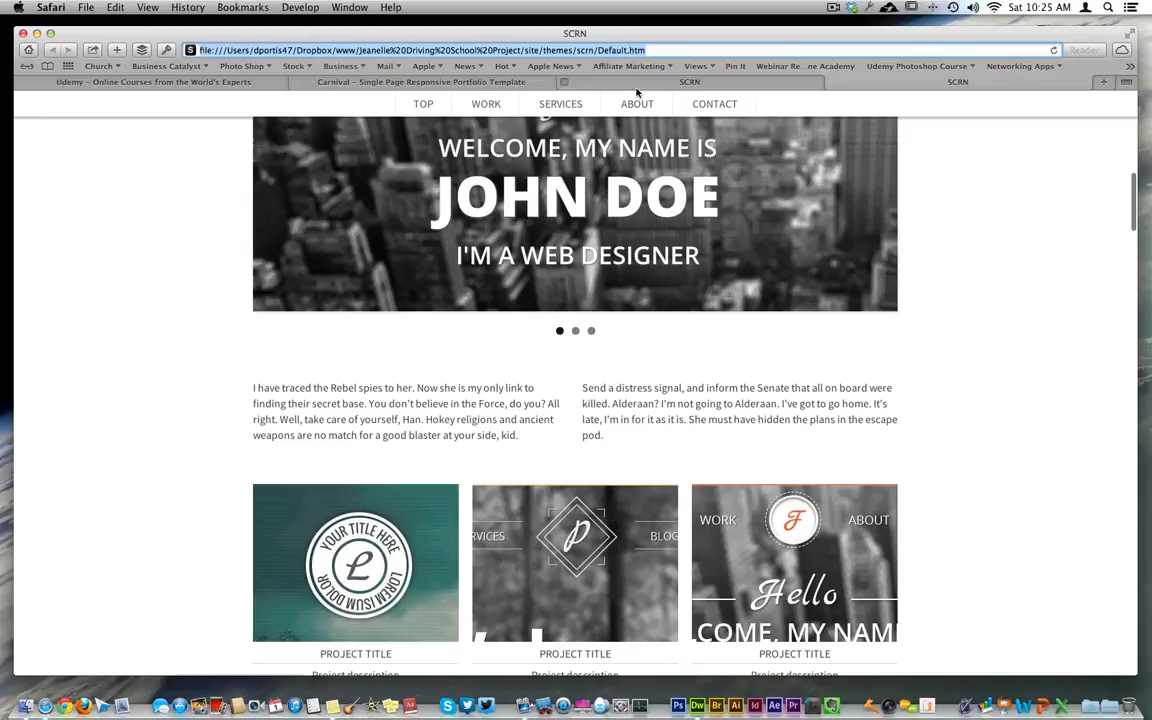 Safari File Edit View History Bookmarks Develop Window Help Sat 10:25 AM
SCRN
file:///Users/dportis47/Dropbox/www/Jeanelle%20Driving%20School%20Project/site/themes/scrn/Default.htm
Reader
Church Business Catalyst Photo Shop Stock Business Mail Apple News Hot Apple News Affiliate Marketing Views Pin It Webinar Re...ne Academy Udemy Photoshop Course Networking Apps
Udemy – Online Courses from the World's Experts Carnival – Single Page Responsive Portfolio Template SCRN SCRN
TOP WORK SERVICES ABOUT CONTACT
WELCOME, MY NAME IS
JOHN DOE
I'M A WEB DESIGNER
I have traced the Rebel spies to her. Now she is my only link to
finding their secret base. You don't believe in the Force, do you? All
right. Well, take care of yourself, Han. Hokey religions and ancient
weapons are no match for a good blaster at your side, kid.
Send a distress signal, and inform the Senate that all on board were
killed. Alderaan? I'm not going to Alderaan. I've got to go home. It's
late, I'm in for it as it is. She must have hidden the plans in the escape
pod.
YOUR TITLE HERE
L
LOREM ISUM DOLOR
RVICES P BLOG
WORK F ABOUT
Hello
COME, MY NAM
PROJECT TITLE PROJECT TITLE PROJECT TITLE
Project description Project description Project description